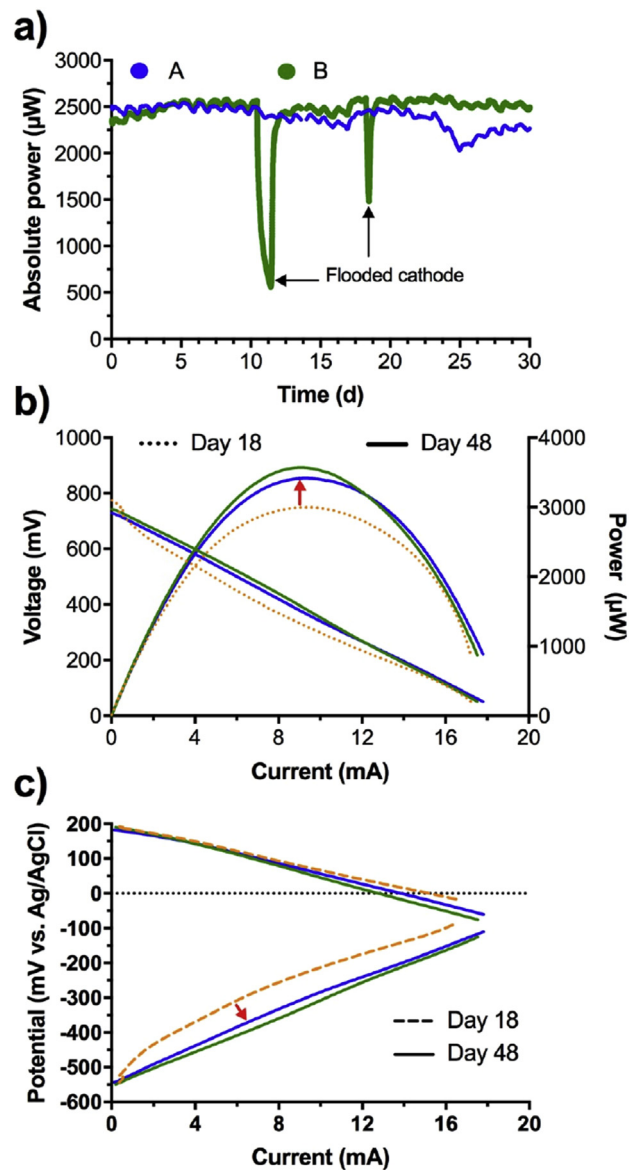 a)
3000
2500
2000
1500
1000
500
0
A B
Flooded cathode
0 5 10 15 20 25 30
Absolute power (µW)
Time (d)
b)
Day 18 Day 48
1000
800
600
400
200
0
4000
3000
2000
1000
0
0 4 8 12 16 20
Voltage (mV)
Power (µW)
Current (mA)
c)
200
100
0
-100
-200
-300
-400
-500
-600
Day 18
Day 48
0 4 8 12 16 20
Potential (mV vs. Ag/AgCl)
Current (mA)